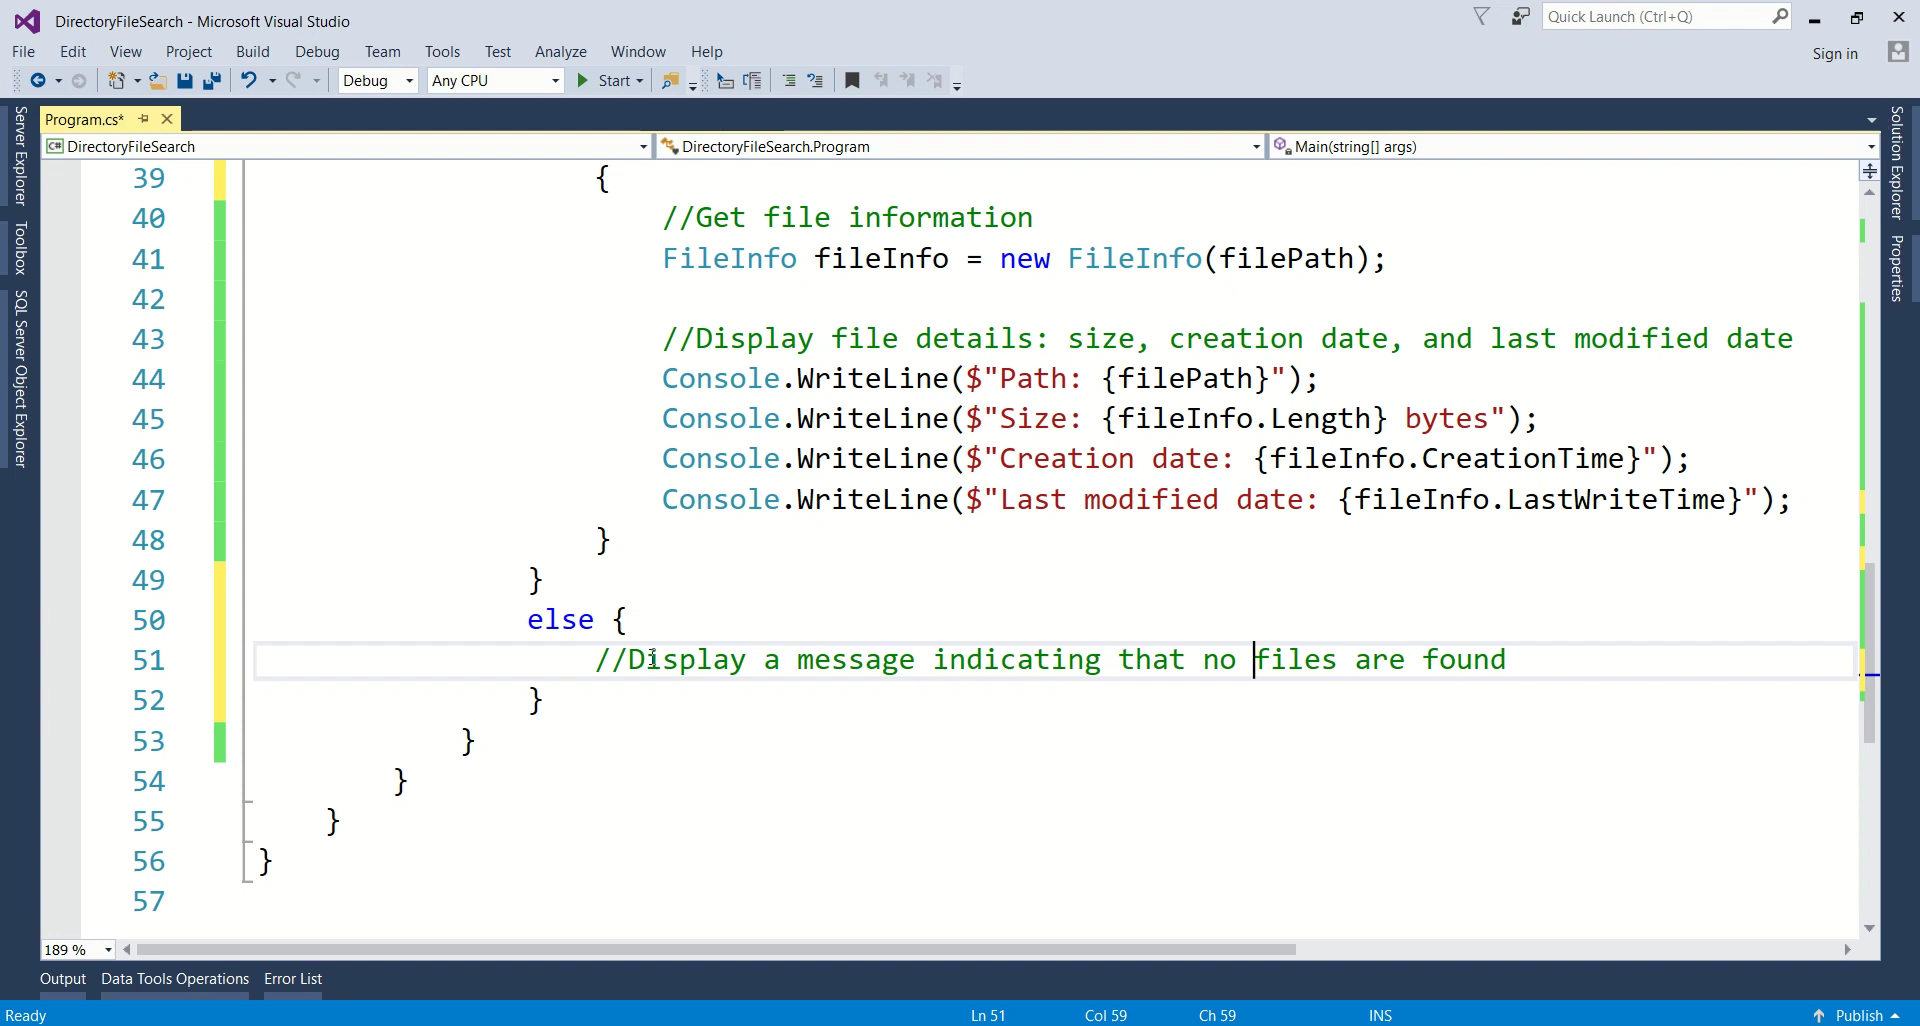 DirectoryFileSearch - Microsoft Visual Studio
Quick Launch (Ctrl+Q)
File Edit View Project Build Debug Team Tools Test Analyze Window Help
Sign in
Debug Any CPU Start
Program.cs*
DirectoryFileSearch DirectoryFileSearch.Program Main(string[] args)
Server Explorer
Toolbox
SQL Server Object Explorer
Solution Explorer
Properties
39 {
40 //Get file information
41 FileInfo fileInfo = new FileInfo(filePath);
42
43 //Display file details: size, creation date, and last modified date
44 Console.WriteLine($"Path: {filePath}");
45 Console.WriteLine($"Size: {fileInfo.Length} bytes");
46 Console.WriteLine($"Creation date: {fileInfo.CreationTime}");
47 Console.WriteLine($"Last modified date: {fileInfo.LastWriteTime}");
48 }
49 }
50 else {
51 //Display a message indicating that no files are found
52 }
53 }
54 }
55 }
56 }
57
189 %
Output Data Tools Operations Error List
Ready Ln 51 Col 59 Ch 59 INS Publish